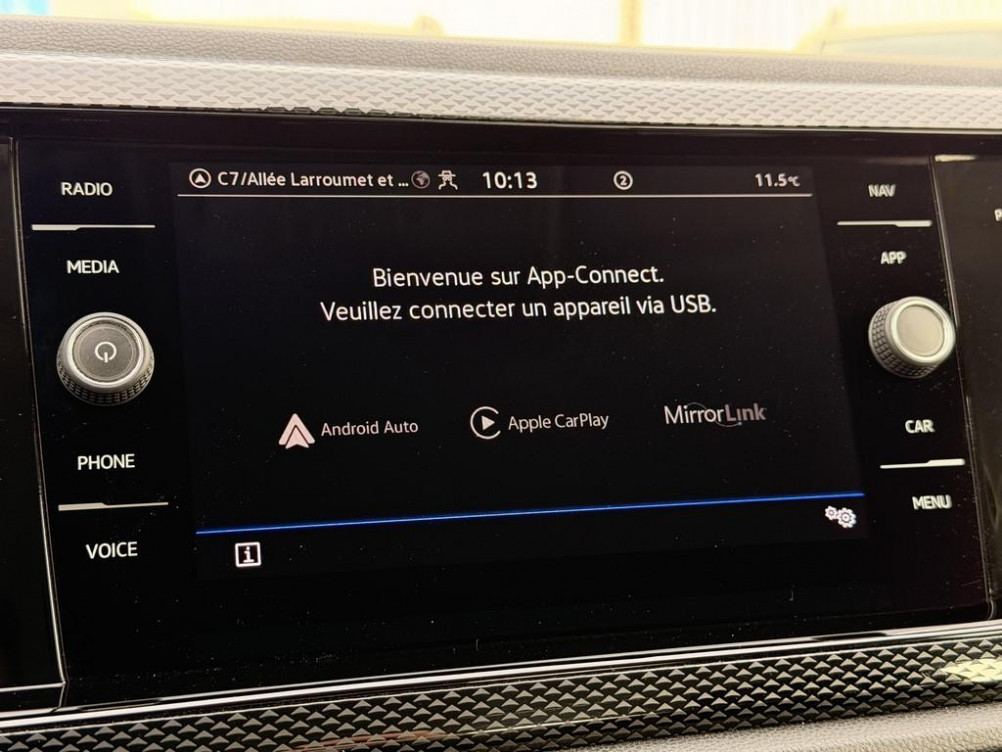 RADIO
MEDIA
PHONE
VOICE
C7/Allée Larroumet et ... 10:13 2 11.5°C
Bienvenue sur App-Connect.
Veuillez connecter un appareil via USB.
Android Auto Apple CarPlay MirrorLink
i
NAV
APP
CAR
MENU